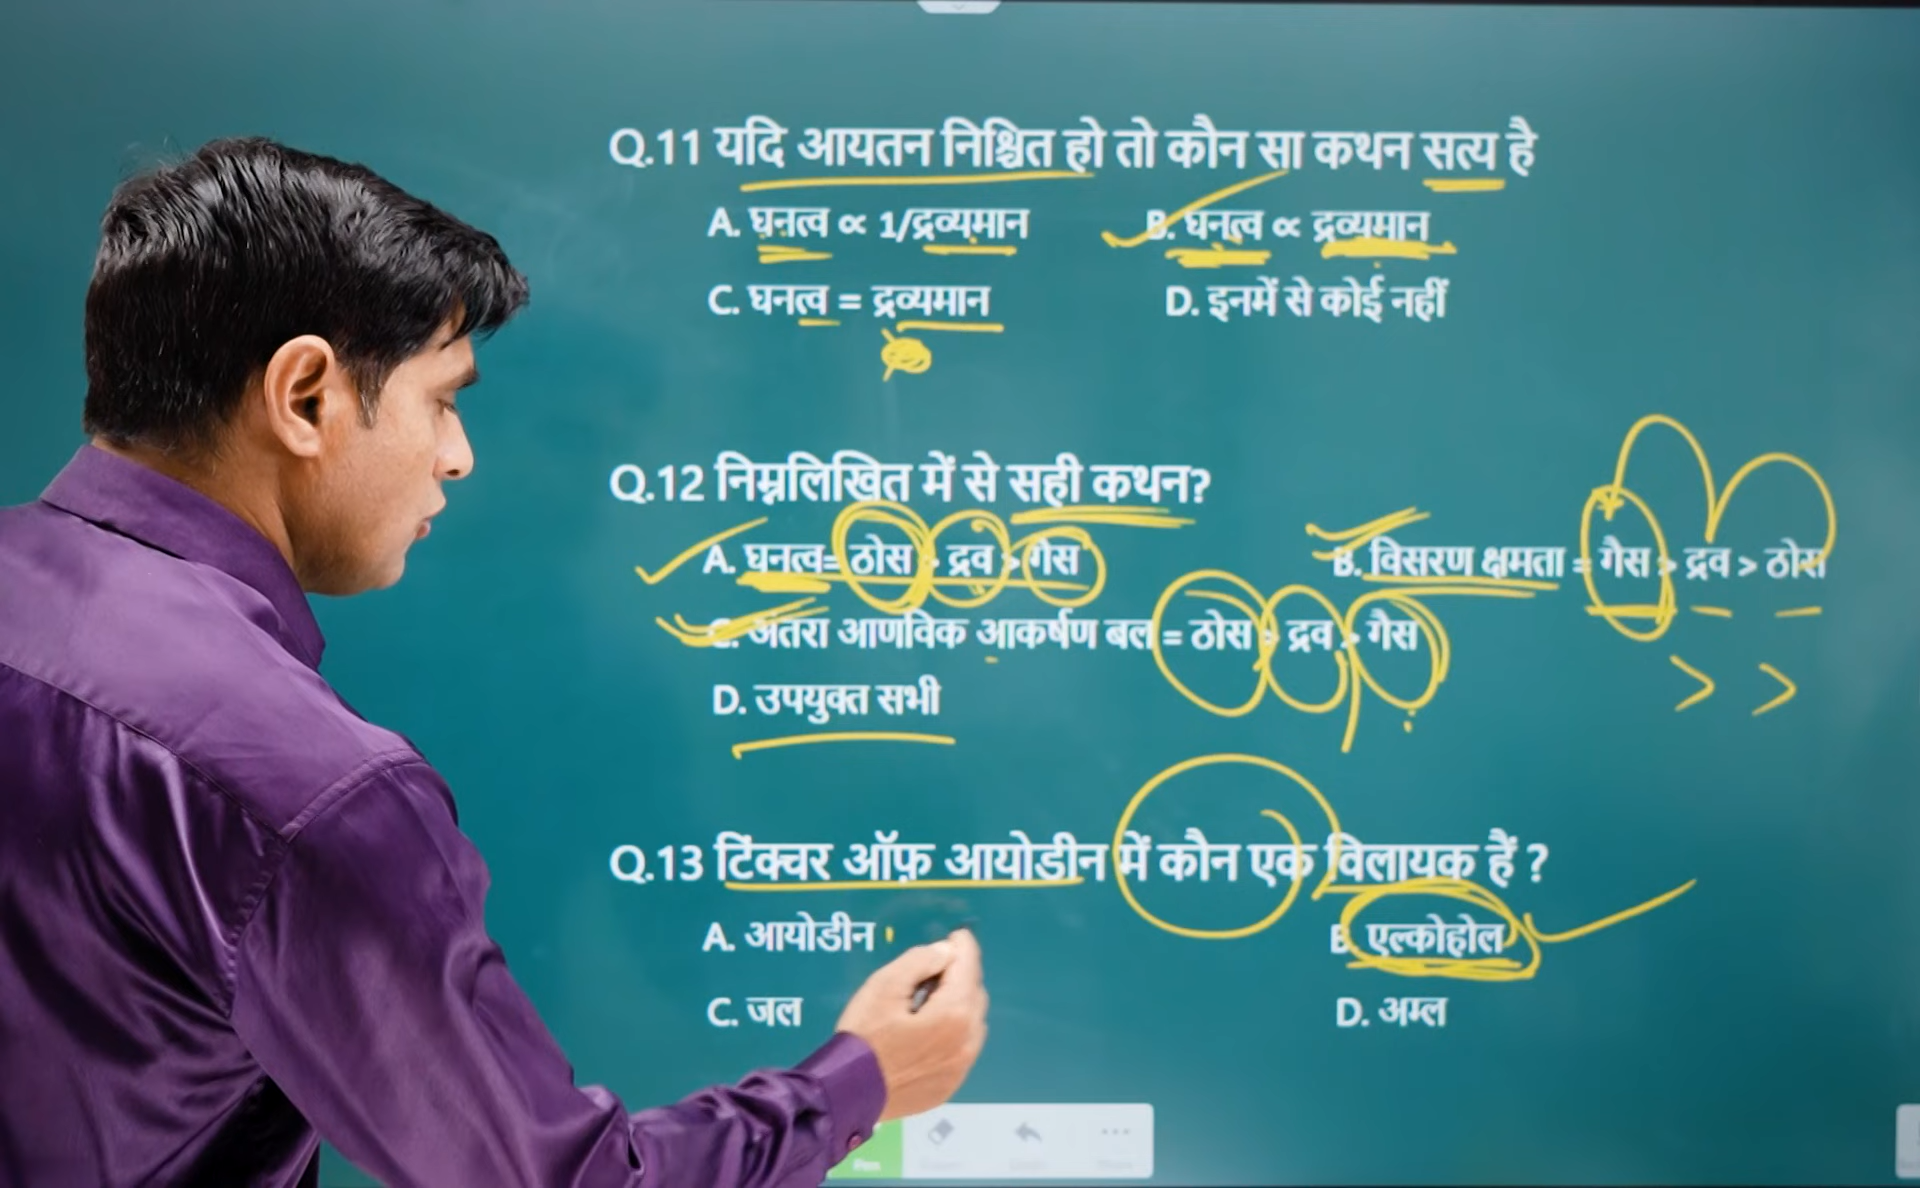 Q.11 यदि आयतन निश्चित हो तो कौन सा कथन सत्य है
A. घनत्व ∝ 1/द्रव्यमान B. घनत्व ∝ द्रव्यमान
C. घनत्व = द्रव्यमान D. इनमें से कोई नहीं
Q.12 निम्नलिखित में से सही कथन?
A. घनत्व= ठोस > द्रव > गैस B. विसरण क्षमता = गैस > द्रव > ठोस
C. अंतरा आणविक आकर्षण बल = ठोस > द्रव > गैस
> >
D. उपयुक्त सभी
Q.13 टिंक्चर ऑफ़ आयोडीन में कौन एक विलायक हैं ?
A. आयोडीन B. एल्कोहोल
C. जल D. अम्ल